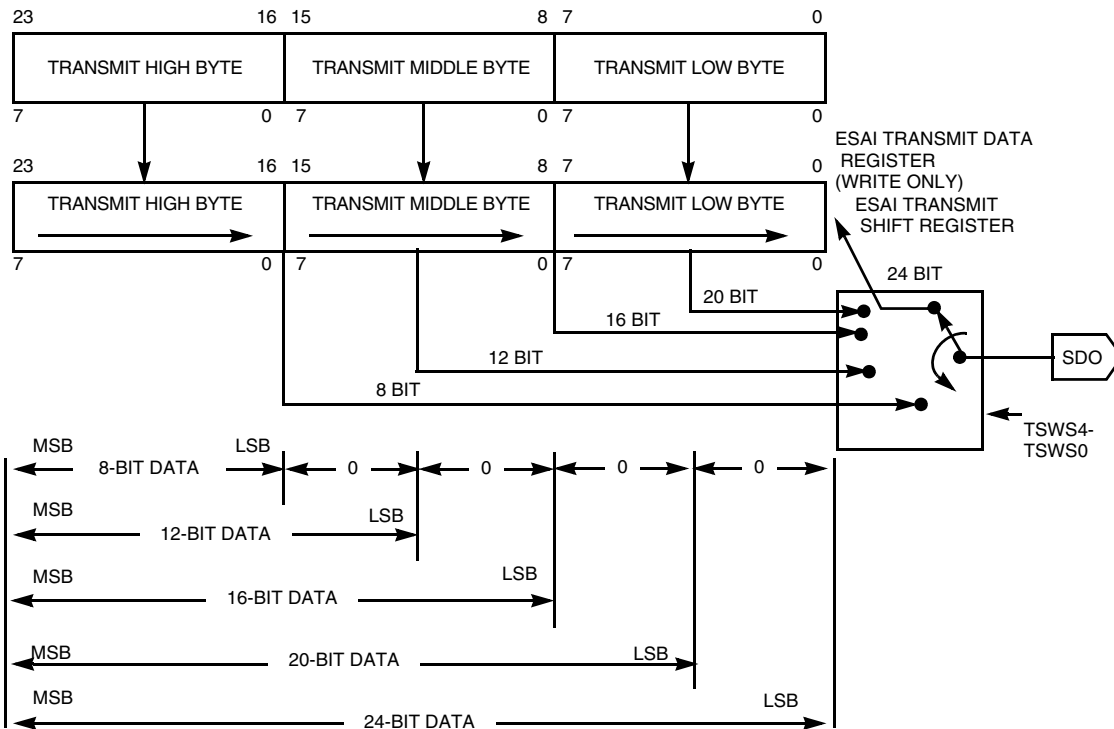 23 16 15 8 7 0
TRANSMIT HIGH BYTE TRANSMIT MIDDLE BYTE TRANSMIT LOW BYTE
7 0 7 0 7 0
23 16 15 8 7 0
TRANSMIT HIGH BYTE TRANSMIT MIDDLE BYTE TRANSMIT LOW BYTE
7 0 7 0 7 0
ESAI TRANSMIT DATA
REGISTER
(WRITE ONLY)
ESAI TRANSMIT
SHIFT REGISTER
24 BIT
20 BIT
16 BIT
12 BIT
8 BIT
SDO
TSWS4-
TSWS0
MSB LSB
8-BIT DATA 0 0 0 0
MSB LSB
12-BIT DATA
MSB LSB
16-BIT DATA
MSB LSB
20-BIT DATA
MSB LSB
24-BIT DATA